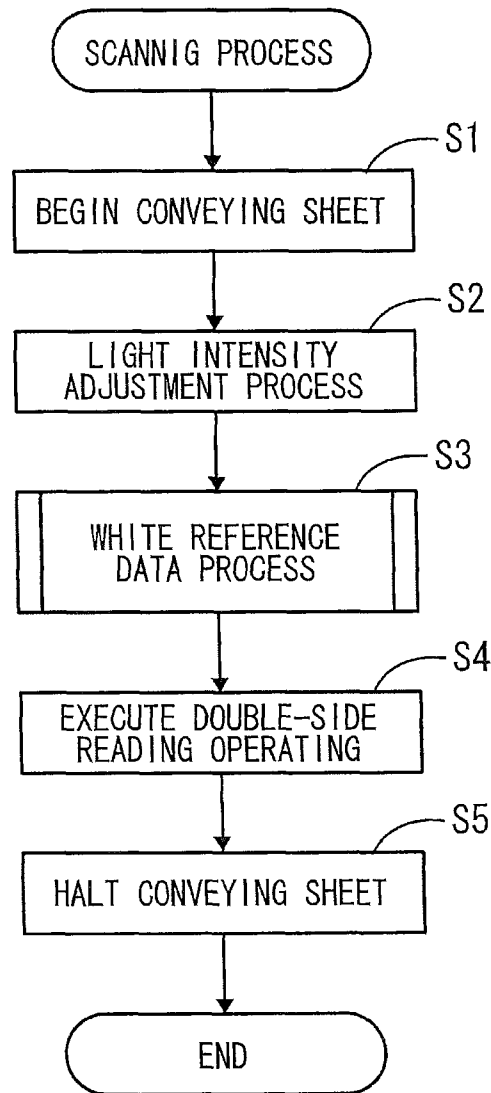 SCANNIG PROCESS
S1
BEGIN CONVEYING SHEET
S2
LIGHT INTENSITY
ADJUSTMENT PROCESS
S3
WHITE REFERENCE
DATA PROCESS
S4
EXECUTE DOUBLE-SIDE
READING OPERATING
S5
HALT CONVEYING SHEET
END